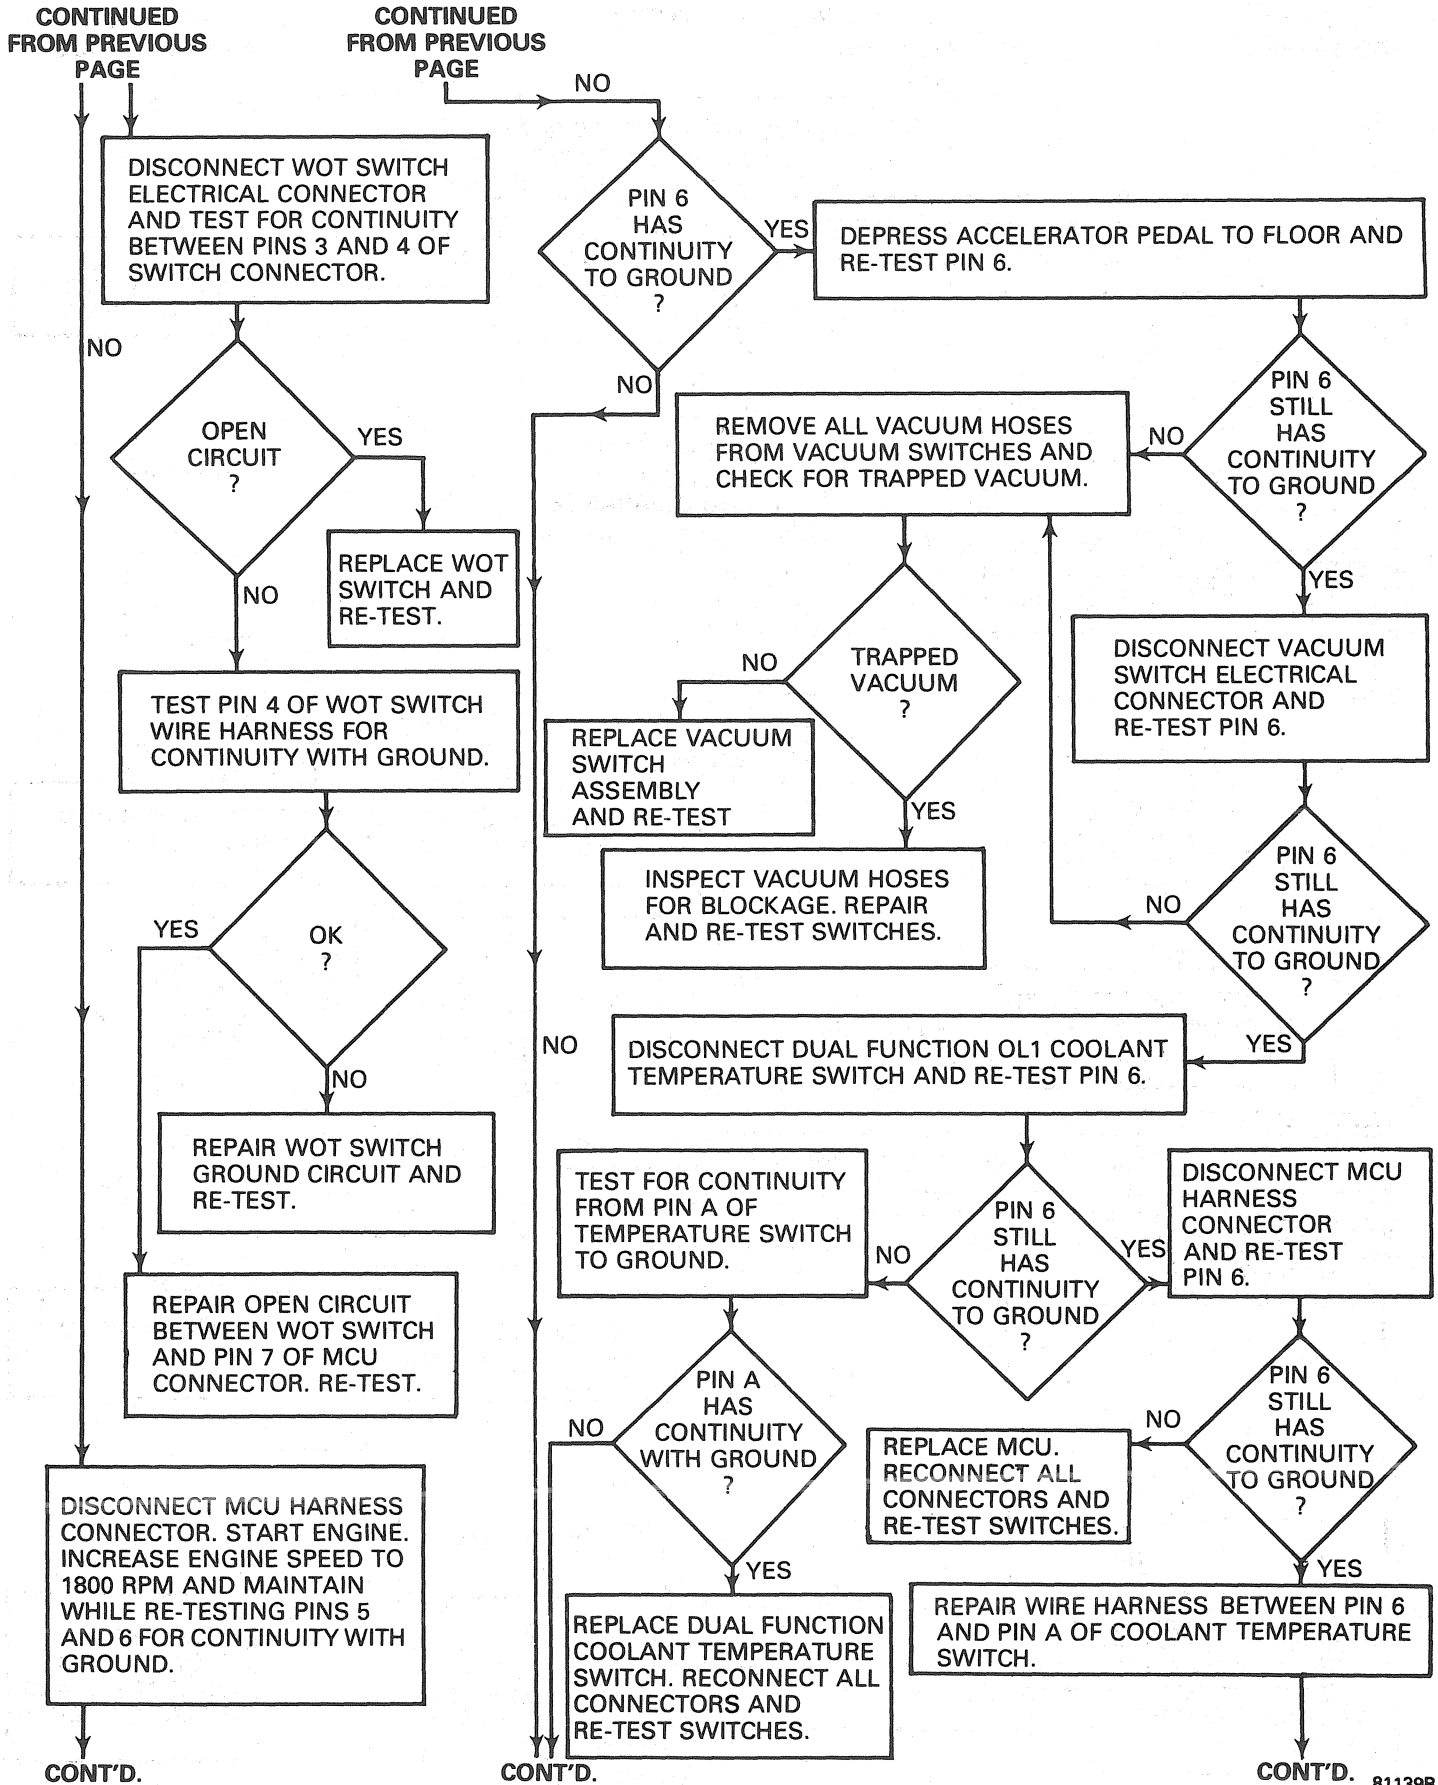 CONTINUED
FROM PREVIOUS
PAGE
CONTINUED
FROM PREVIOUS
PAGE
NO
DISCONNECT WOT SWITCH
ELECTRICAL CONNECTOR
AND TEST FOR CONTINUITY
BETWEEN PINS 3 AND 4 OF
SWITCH CONNECTOR.
NO
OPEN
CIRCUIT
?
YES
REPLACE WOT
SWITCH AND
RE-TEST.
NO
TEST PIN 4 OF WOT SWITCH
WIRE HARNESS FOR
CONTINUITY WITH GROUND.
OK
?
YES
NO
REPAIR WOT SWITCH
GROUND CIRCUIT AND
RE-TEST.
REPAIR OPEN CIRCUIT
BETWEEN WOT SWITCH
AND PIN 7 OF MCU
CONNECTOR. RE-TEST.
DISCONNECT MCU HARNESS
CONNECTOR. START ENGINE.
INCREASE ENGINE SPEED TO
1800 RPM AND MAINTAIN
WHILE RE-TESTING PINS 5
AND 6 FOR CONTINUITY WITH
GROUND.
CONT'D.
PIN 6
HAS
CONTINUITY
TO GROUND
?
YES
DEPRESS ACCELERATOR PEDAL TO FLOOR AND
RE-TEST PIN 6.
NO
PIN 6
STILL
HAS
CONTINUITY
TO GROUND
?
NO
REMOVE ALL VACUUM HOSES
FROM VACUUM SWITCHES AND
CHECK FOR TRAPPED VACUUM.
YES
DISCONNECT VACUUM
SWITCH ELECTRICAL
CONNECTOR AND
RE-TEST PIN 6.
TRAPPED
VACUUM
?
NO
REPLACE VACUUM
SWITCH
ASSEMBLY
AND RE-TEST
YES
INSPECT VACUUM HOSES
FOR BLOCKAGE. REPAIR
AND RE-TEST SWITCHES.
PIN 6
STILL
HAS
CONTINUITY
TO GROUND
?
NO
YES
NO
DISCONNECT DUAL FUNCTION OL1 COOLANT
TEMPERATURE SWITCH AND RE-TEST PIN 6.
PIN 6
STILL
HAS
CONTINUITY
TO GROUND
?
NO
TEST FOR CONTINUITY
FROM PIN A OF
TEMPERATURE SWITCH
TO GROUND.
YES
DISCONNECT MCU
HARNESS
CONNECTOR
AND RE-TEST
PIN 6.
PIN A
HAS
CONTINUITY
WITH GROUND
?
NO
YES
REPLACE DUAL FUNCTION
COOLANT TEMPERATURE
SWITCH. RECONNECT ALL
CONNECTORS AND
RE-TEST SWITCHES.
CONT'D.
PIN 6
STILL
HAS
CONTINUITY
TO GROUND
?
NO
REPLACE MCU.
RECONNECT ALL
CONNECTORS AND
RE-TEST SWITCHES.
YES
REPAIR WIRE HARNESS BETWEEN PIN 6
AND PIN A OF COOLANT TEMPERATURE
SWITCH.
CONT'D.
81139B